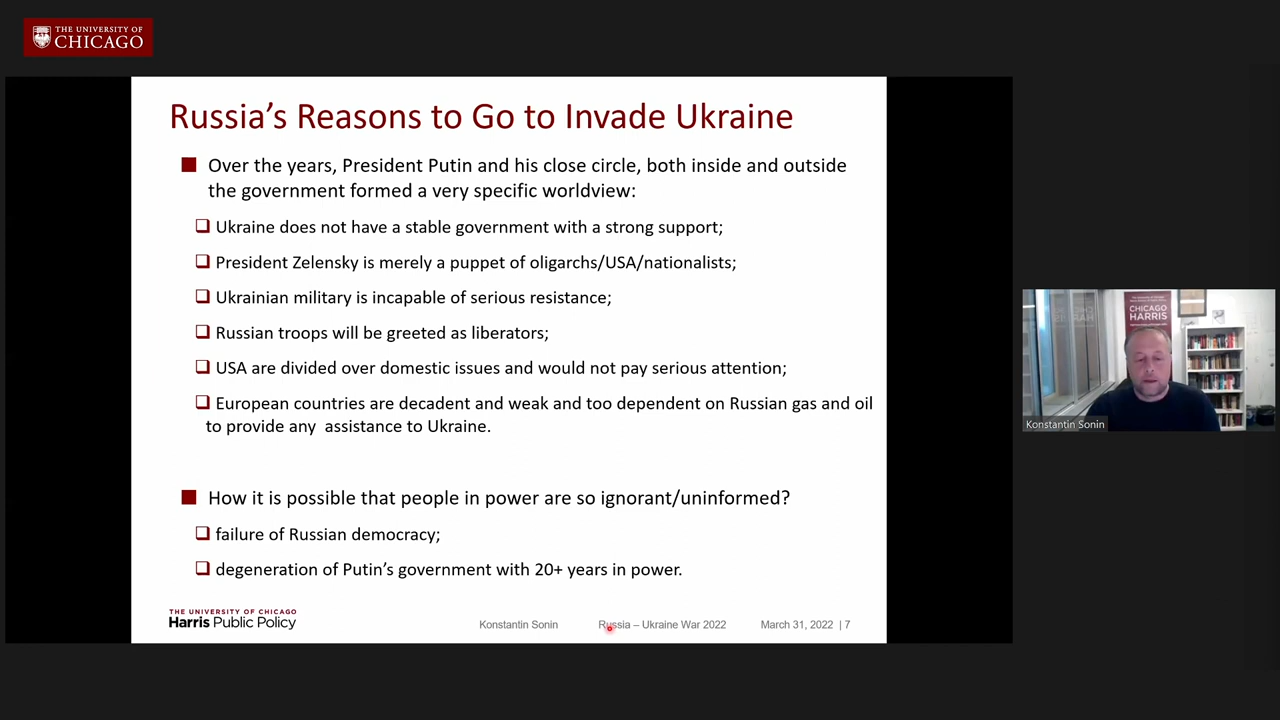 THE UNIVERSITY OF
CHICAGO
Russia's Reasons to Go to Invade Ukraine
Over the years, President Putin and his close circle, both inside and outside
the government formed a very specific worldview:
Ukraine does not have a stable government with a strong support;
President Zelensky is merely a puppet of oligarchs/USA/nationalists;
Ukrainian military is incapable of serious resistance;
Russian troops will be greeted as liberators;
USA are divided over domestic issues and would not pay serious attention;
European countries are decadent and weak and too dependent on Russian gas and oil
to provide any assistance to Ukraine.
How it is possible that people in power are so ignorant/uninformed?
failure of Russian democracy;
degeneration of Putin's government with 20+ years in power.
THE UNIVERSITY OF CHICAGO
Harris Public Policy
Konstantin Sonin
Russia – Ukraine War 2022
March 31, 2022 | 7
CHICAGO
HARRIS
Konstantin Sonin